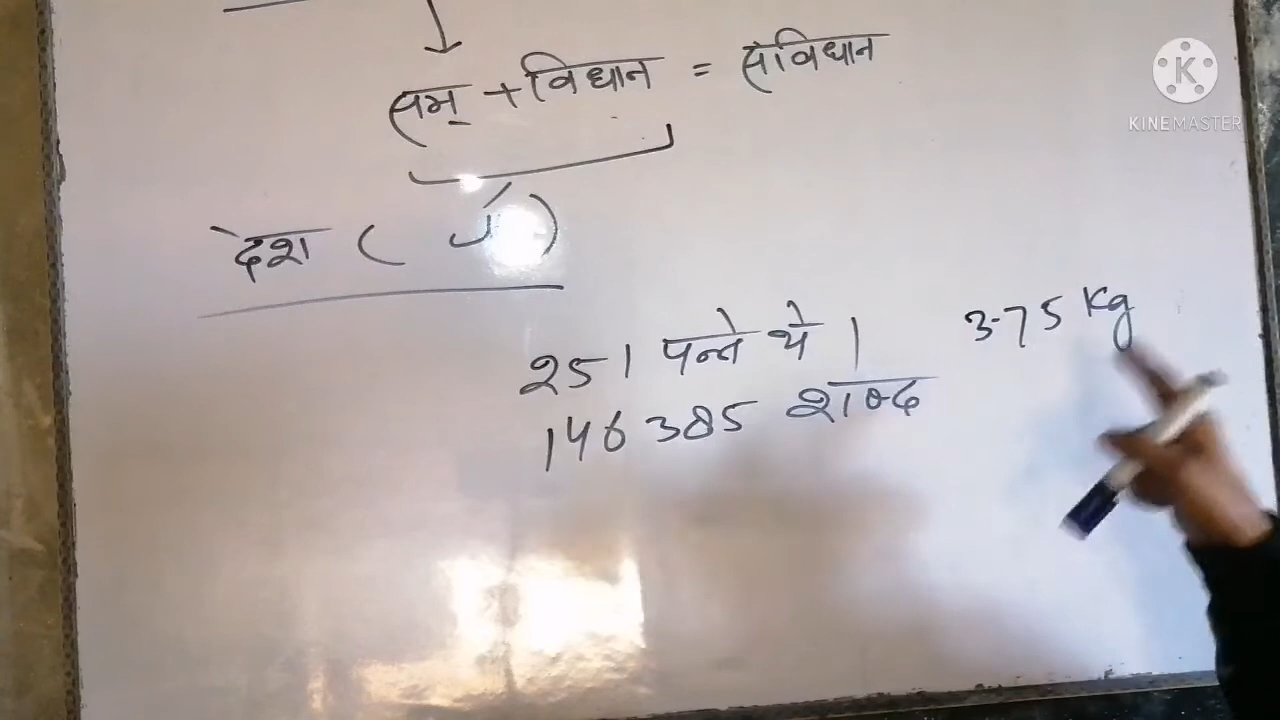 सम् + विधान = संविधान
देश (
251 पन्ने थे । 3.75 Kg
146385 शब्द
KINEMASTER